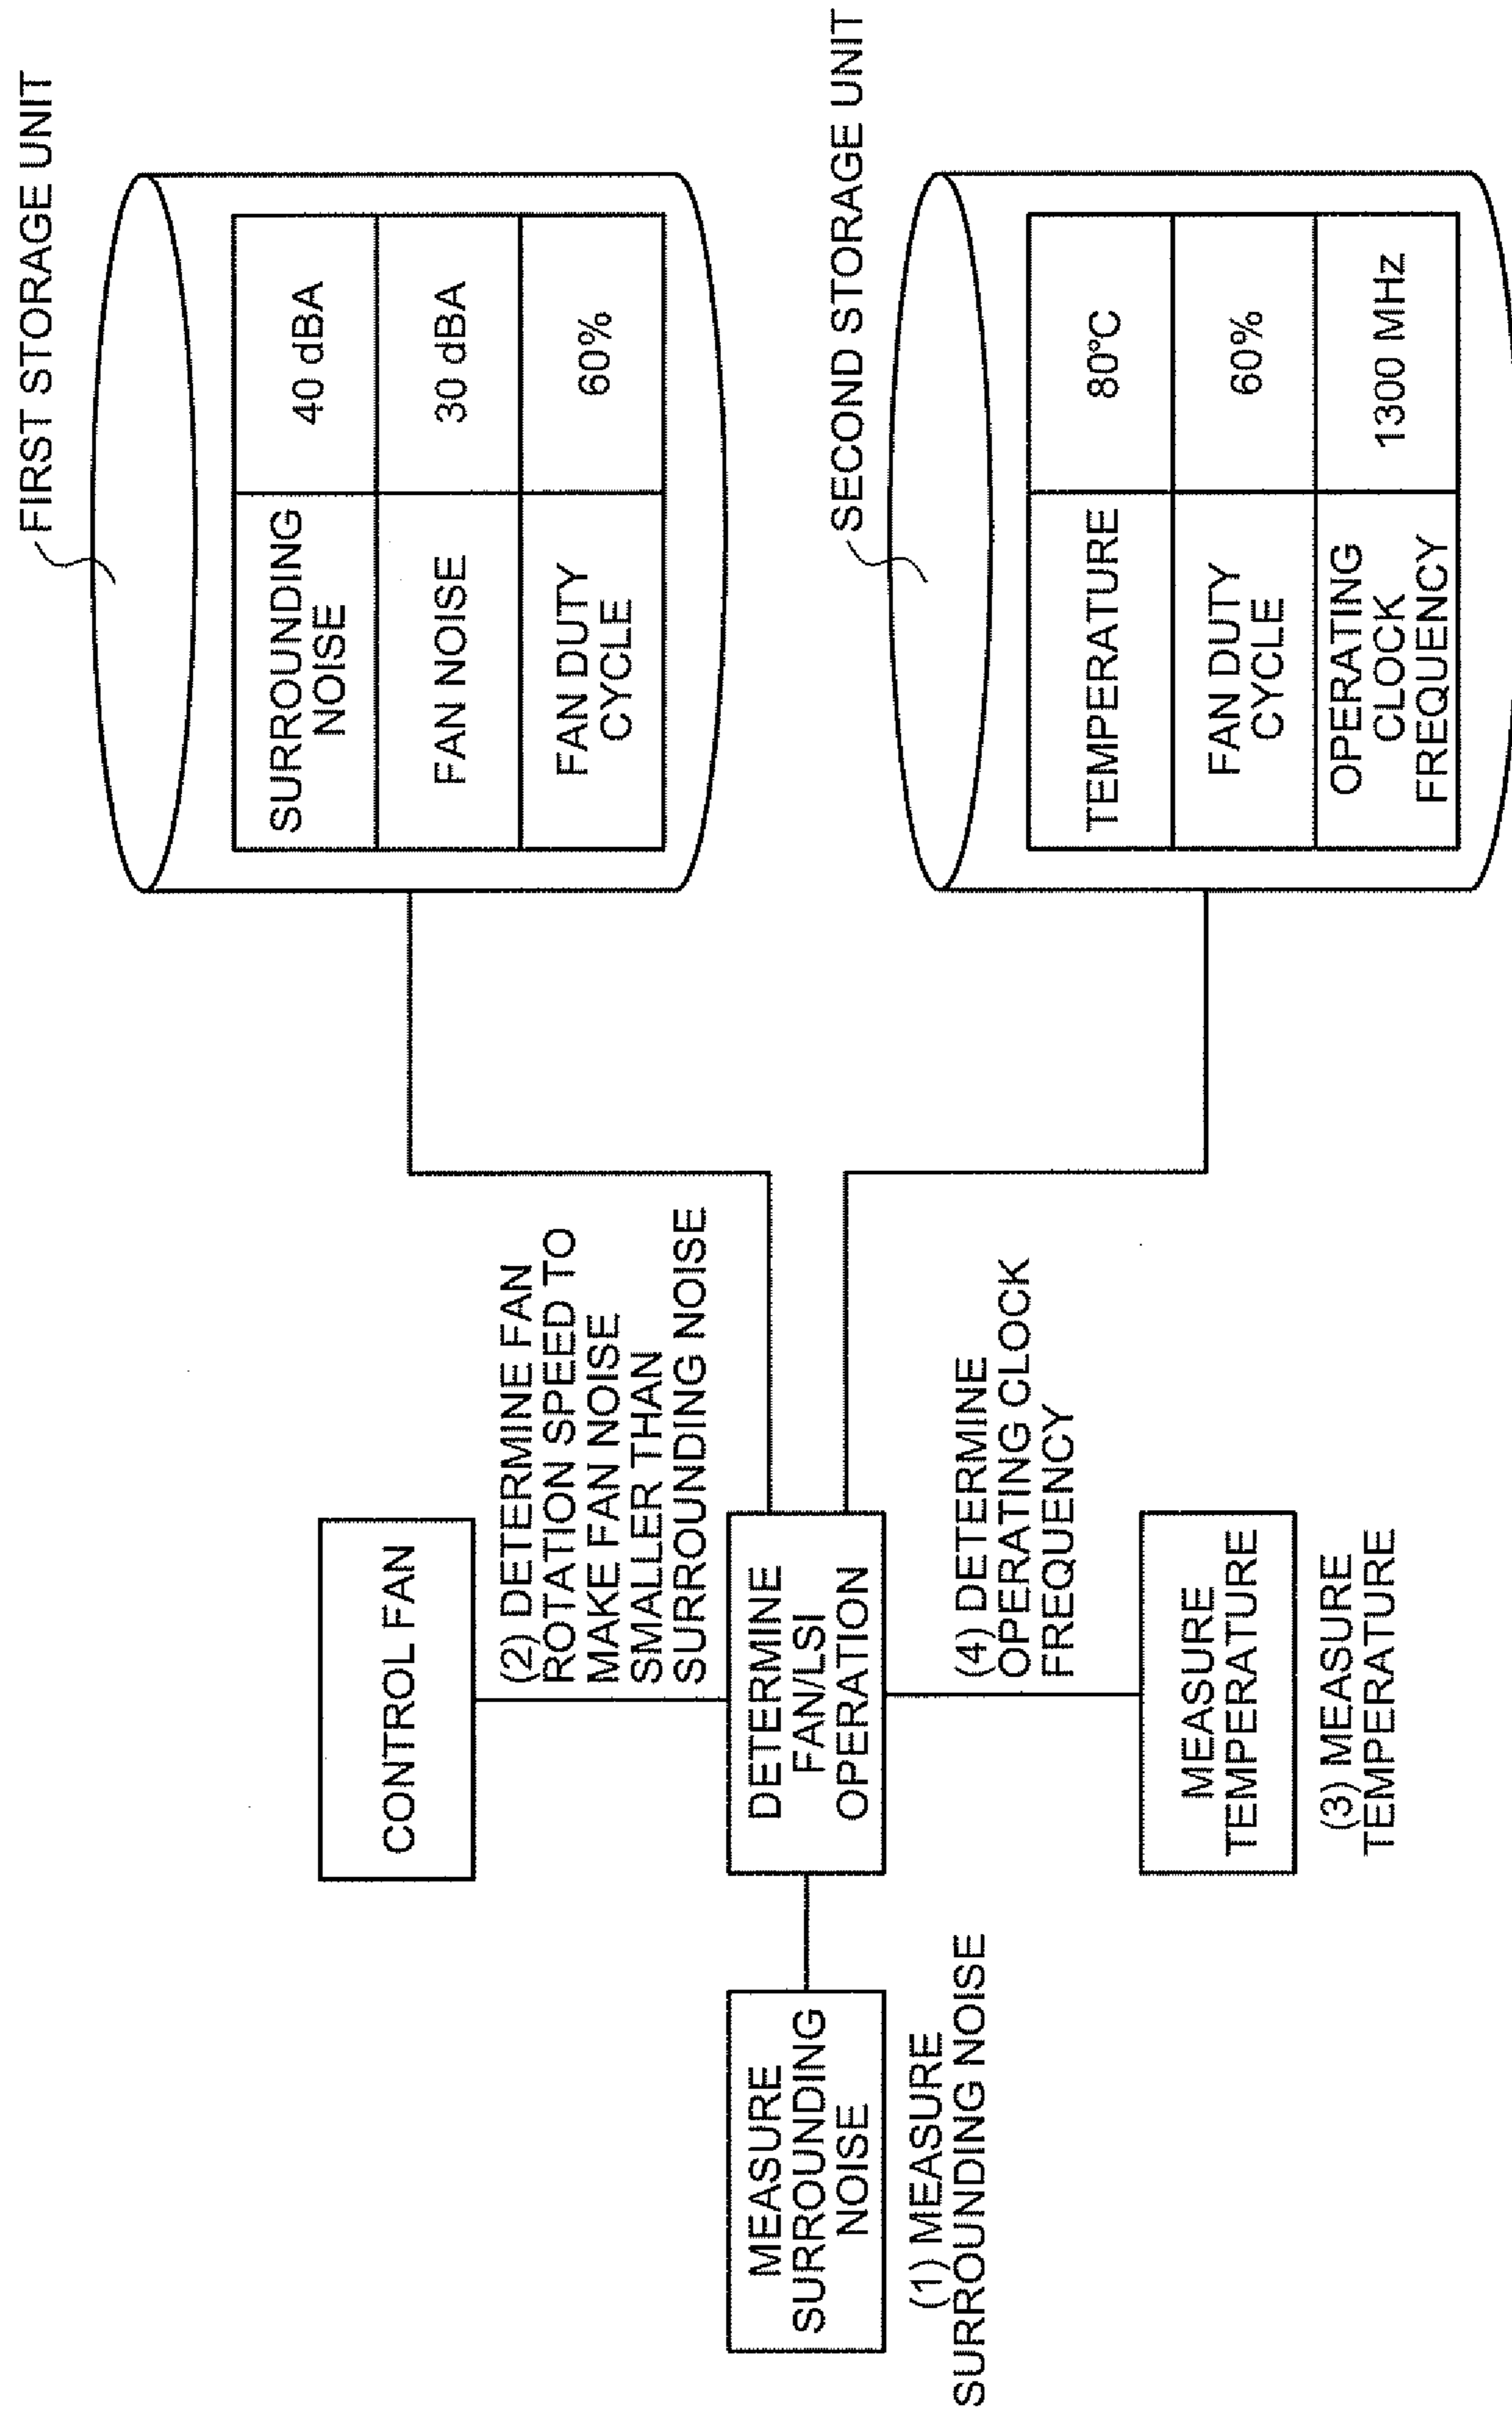 FIRST STORAGE UNIT
SURROUNDING
NOISE
40 dBA
FAN NOISE
30 dBA
FAN DUTY
CYCLE
60%
CONTROL FAN
(2) DETERMINE FAN
ROTATION SPEED TO
MAKE FAN NOISE
SMALLER THAN
SURROUNDING NOISE
MEASURE
SURROUNDING
NOISE
(1) MEASURE
SURROUNDING NOISE
DETERMINE
FAN/LSI
OPERATION
(4) DETERMINE
OPERATING CLOCK
FREQUENCY
MEASURE
TEMPERATURE
(3) MEASURE
TEMPERATURE
SECOND STORAGE UNIT
TEMPERATURE
80°C
FAN DUTY
CYCLE
60%
OPERATING
CLOCK
FREQUENCY
1300 MHz